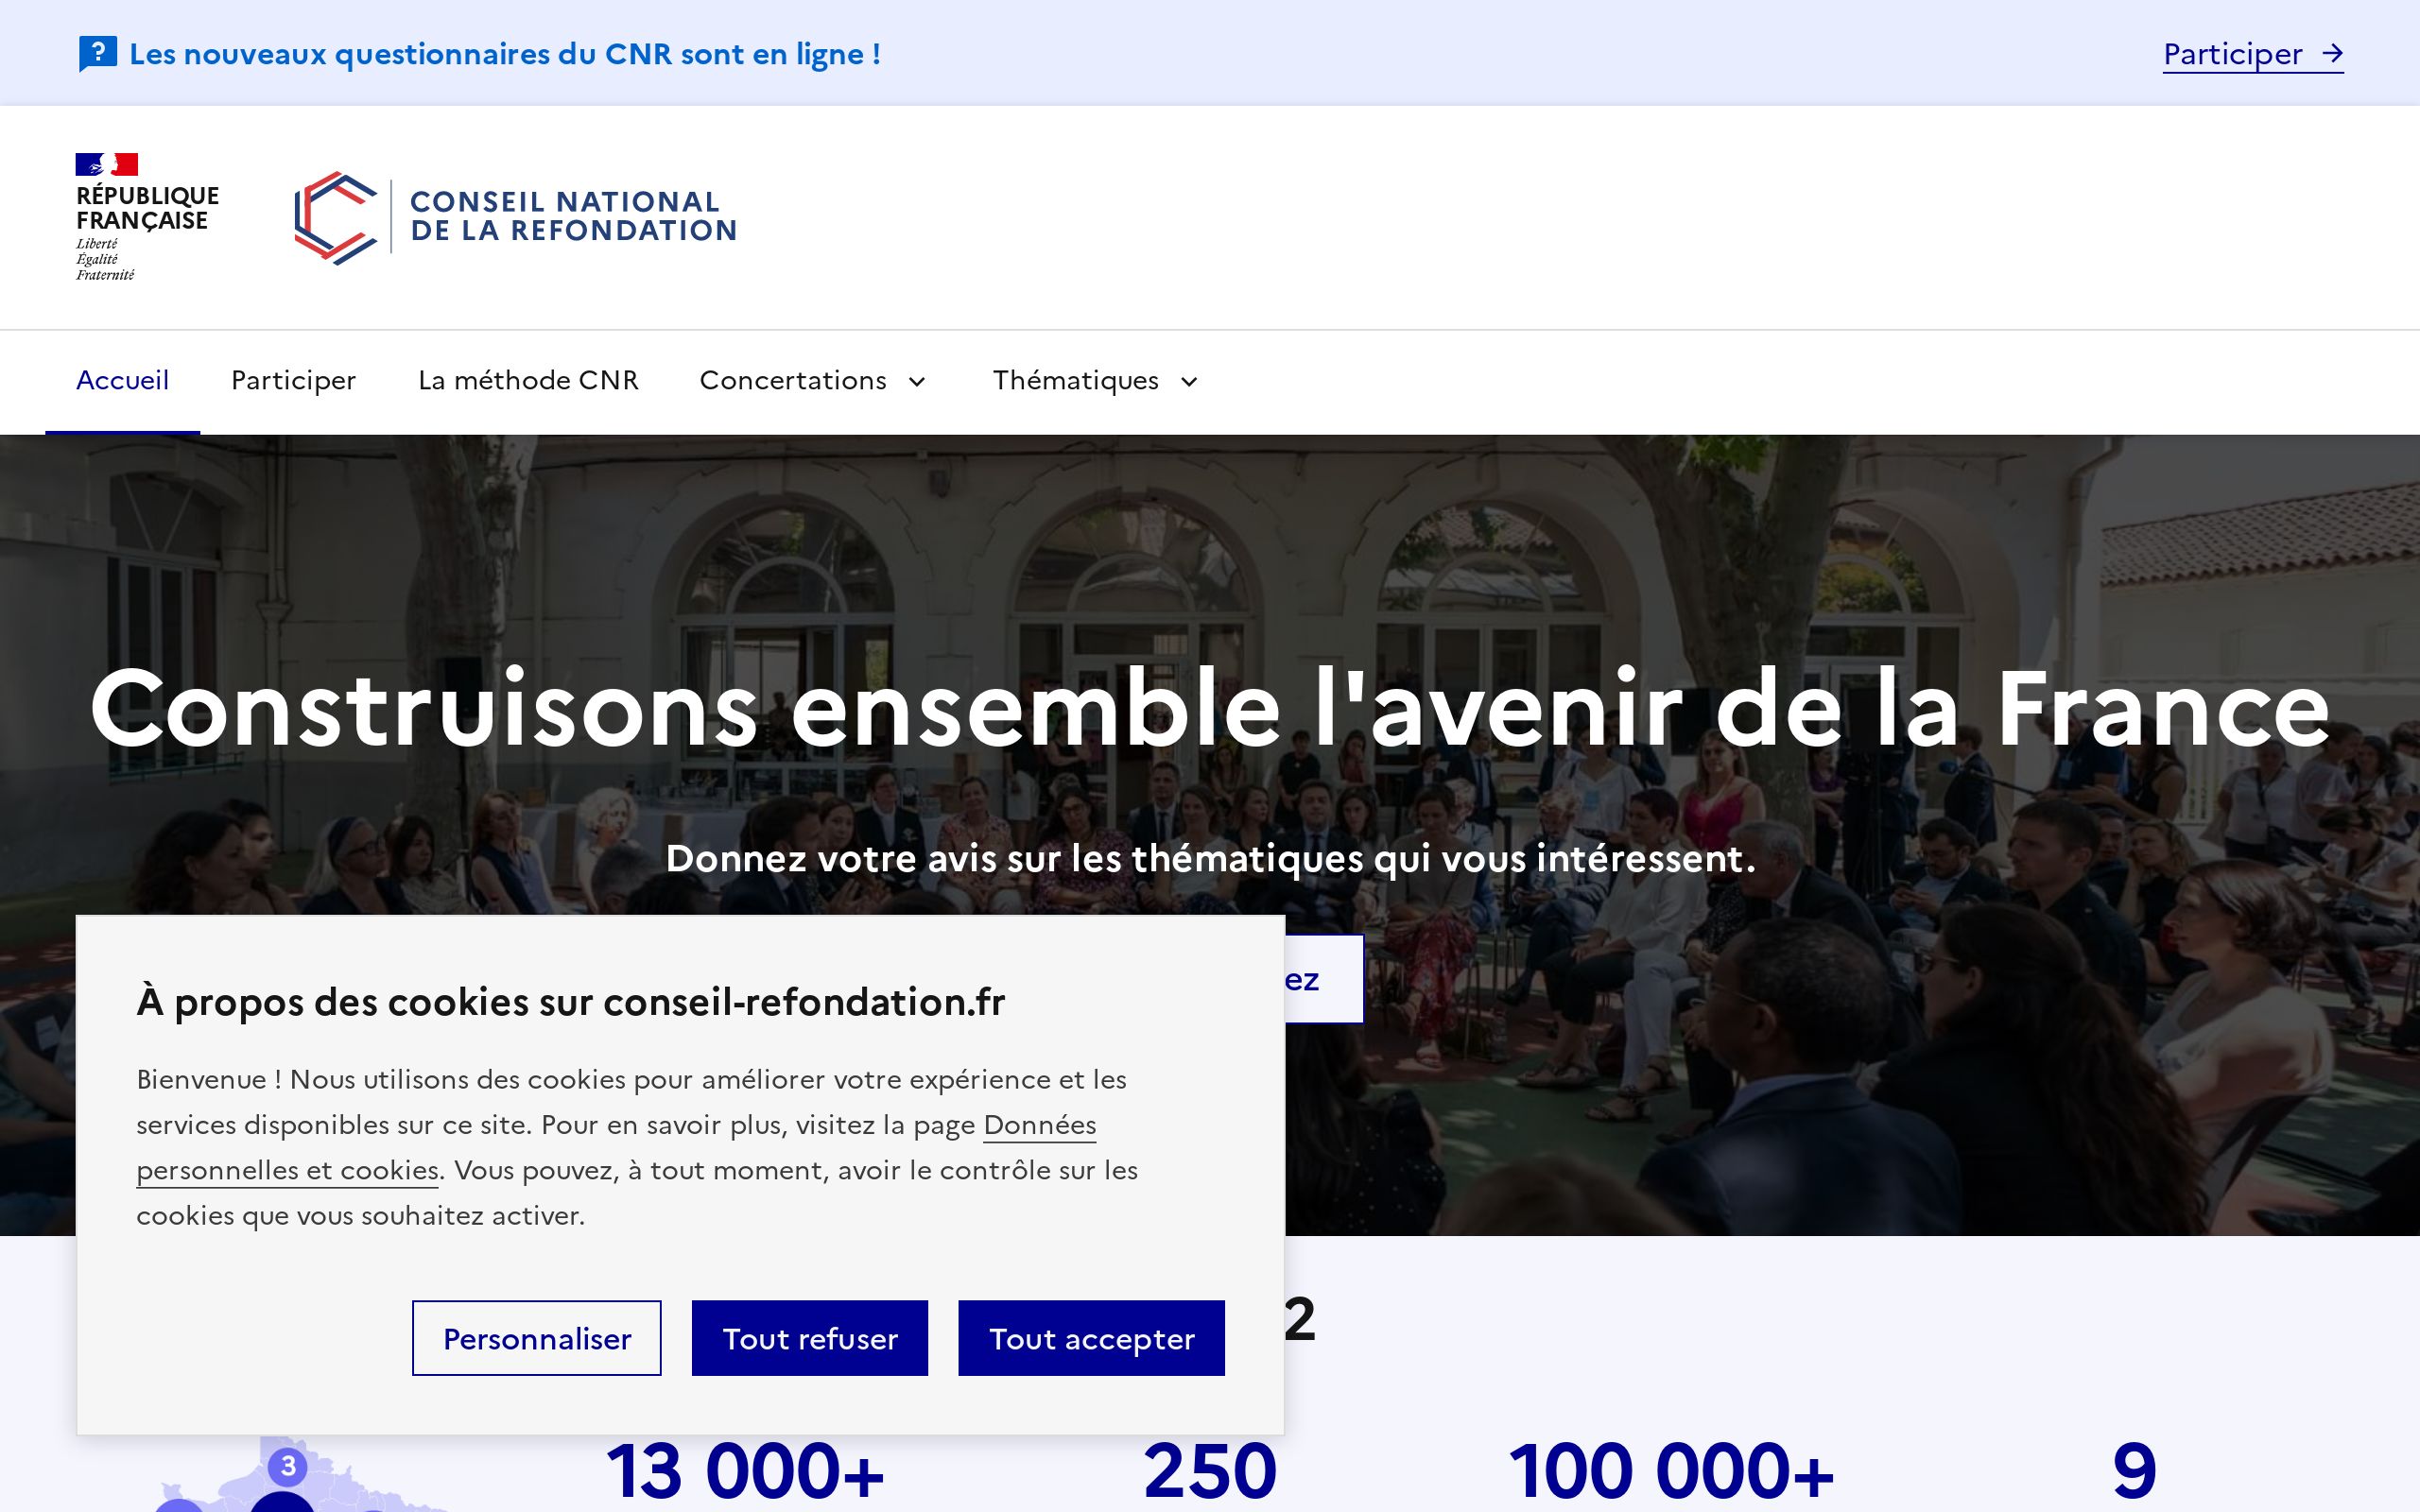 Les nouveaux questionnaires du CNR sont en ligne !
Participer
RÉPUBLIQUE
FRANÇAISE
Liberté
Égalité
Fraternité
CONSEIL NATIONAL
DE LA REFONDATION
Accueil
Participer
La méthode CNR
Concertations
Thématiques
Construisons ensemble l'avenir de la France
Donnez votre avis sur les thématiques qui vous intéressent.
ez
À propos des cookies sur conseil-refondation.fr
Bienvenue ! Nous utilisons des cookies pour améliorer votre expérience et les
services disponibles sur ce site. Pour en savoir plus, visitez la page Données
personnelles et cookies. Vous pouvez, à tout moment, avoir le contrôle sur les
cookies que vous souhaitez activer.
Personnaliser
Tout refuser
Tout accepter
2
3
13 000+
250
100 000+
9